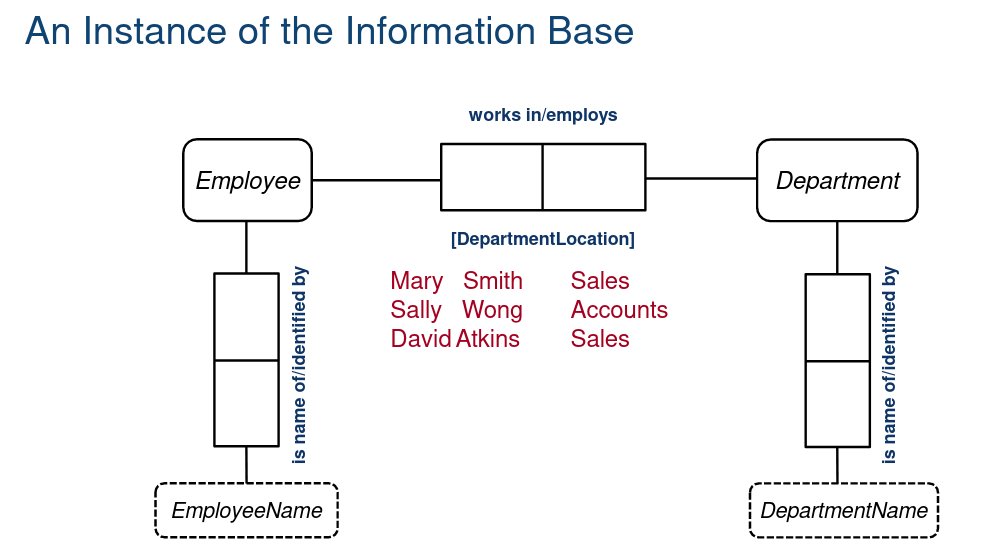 An Instance of the Information Base
works in/employs
Employee
Department
[DepartmentLocation]
Mary Smith Sales
Sally Wong Accounts
David Atkins Sales
is name of/identified by
is name of/identified by
EmployeeName
DepartmentName